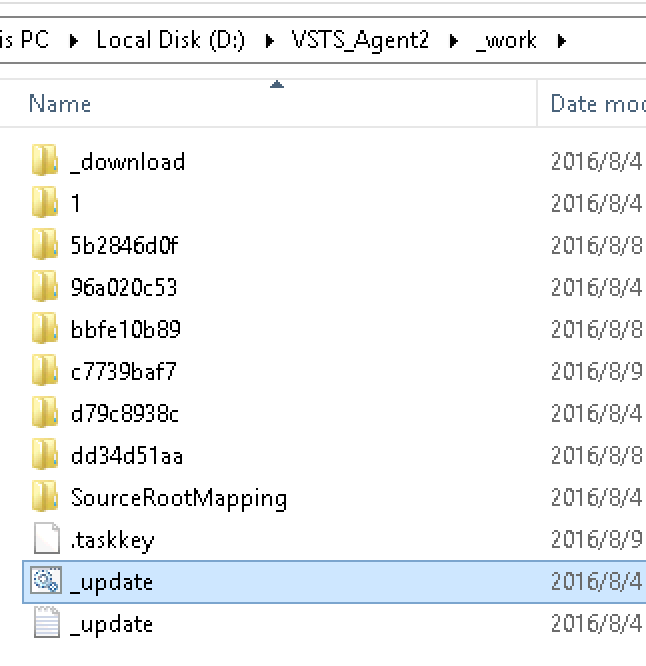 is PC ▸ Local Disk (D:) ▸ VSTS_Agent2 ▸ _work ▸
Name Date mod
_download 2016/8/4
1 2016/8/4
5b2846d0f 2016/8/8
96a020c53 2016/8/4
bbfe10b89 2016/8/8
c7739baf7 2016/8/9
d79c8938c 2016/8/4
dd34d51aa 2016/8/8
SourceRootMapping 2016/8/4
.taskkey 2016/8/9
_update 2016/8/4
_update 2016/8/4